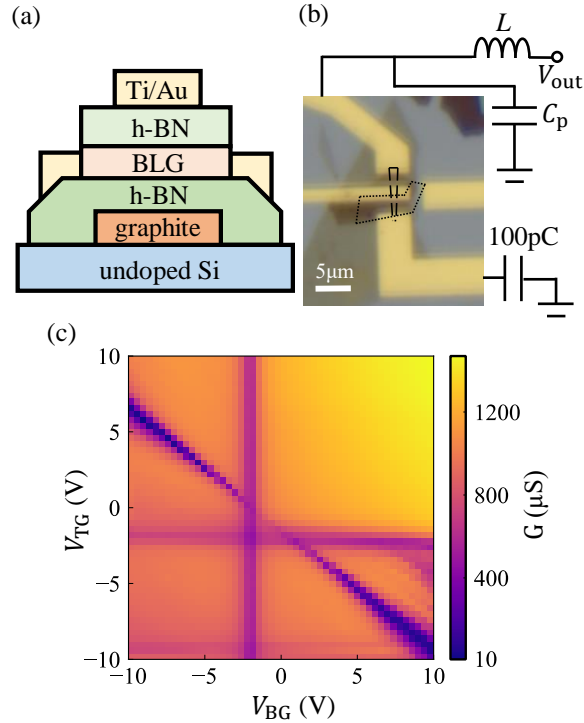 (a)
Ti/Au
h-BN
BLG
h-BN
graphite
undoped Si
(b)
L
Vout
Cp
100pC
5μm
(c)
10
5
0
−5
−10
VTG (V)
−10
−5
0
5
10
VBG (V)
1200
800
400
10
G (μS)